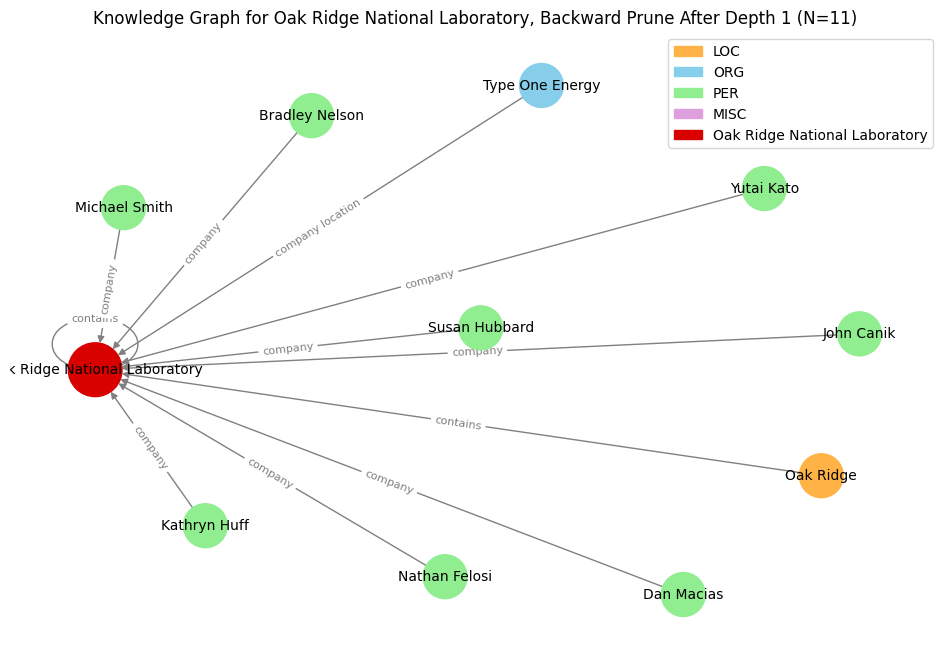 Knowledge Graph for Oak Ridge National Laboratory, Backward Prune After Depth 1 (N=11)
LOC
ORG
PER
MISC
Oak Ridge National Laboratory
Type One Energy
Bradley Nelson
Yutai Kato
Michael Smith
company
company location
company
company
contains
Susan Hubbard
John Canik
company
company
Ridge National Laboratory
contains
company
company
company
Oak Ridge
Kathryn Huff
Nathan Felosi
Dan Macias